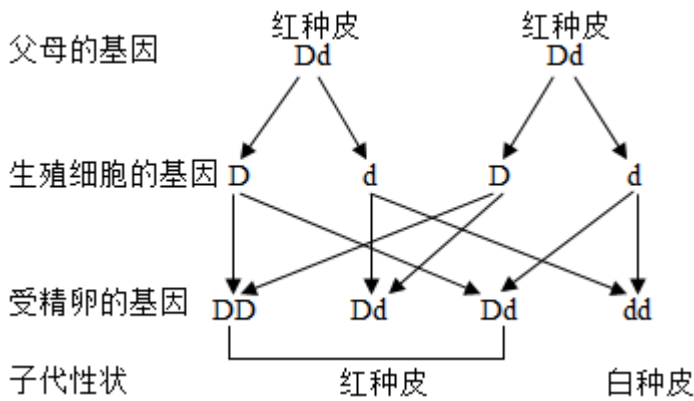 红种皮 红种皮
父母的基因 Dd Dd
生殖细胞的基因 D d D d
受精卵的基因 DD Dd Dd dd
子代性状 红种皮 白种皮